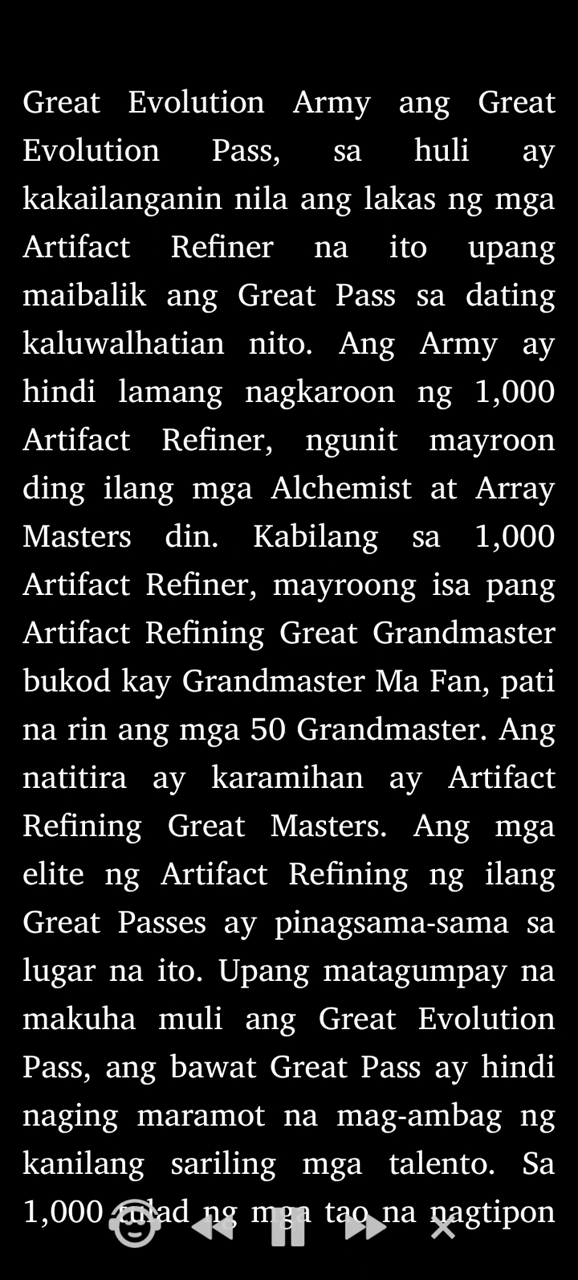 Great Evolution Army ang Great
Evolution Pass, sa huli ay
kakailanganin nila ang lakas ng mga
Artifact Refiner na ito upang
maibalik ang Great Pass sa dating
kaluwalhatian nito. Ang Army ay
hindi lamang nagkaroon ng 1,000
Artifact Refiner, ngunit mayroon
ding ilang mga Alchemist at Array
Masters din. Kabilang sa 1,000
Artifact Refiner, mayroong isa pang
Artifact Refining Great Grandmaster
bukod kay Grandmaster Ma Fan, pati
na rin ang mga 50 Grandmaster. Ang
natitira ay karamihan ay Artifact
Refining Great Masters. Ang mga
elite ng Artifact Refining ng ilang
Great Passes ay pinagsama-sama sa
lugar na ito. Upang matagumpay na
makuha muli ang Great Evolution
Pass, ang bawat Great Pass ay hindi
naging maramot na mag-ambag ng
kanilang sariling mga talento. Sa
1,000 tulad ng mga tao na nagtipon